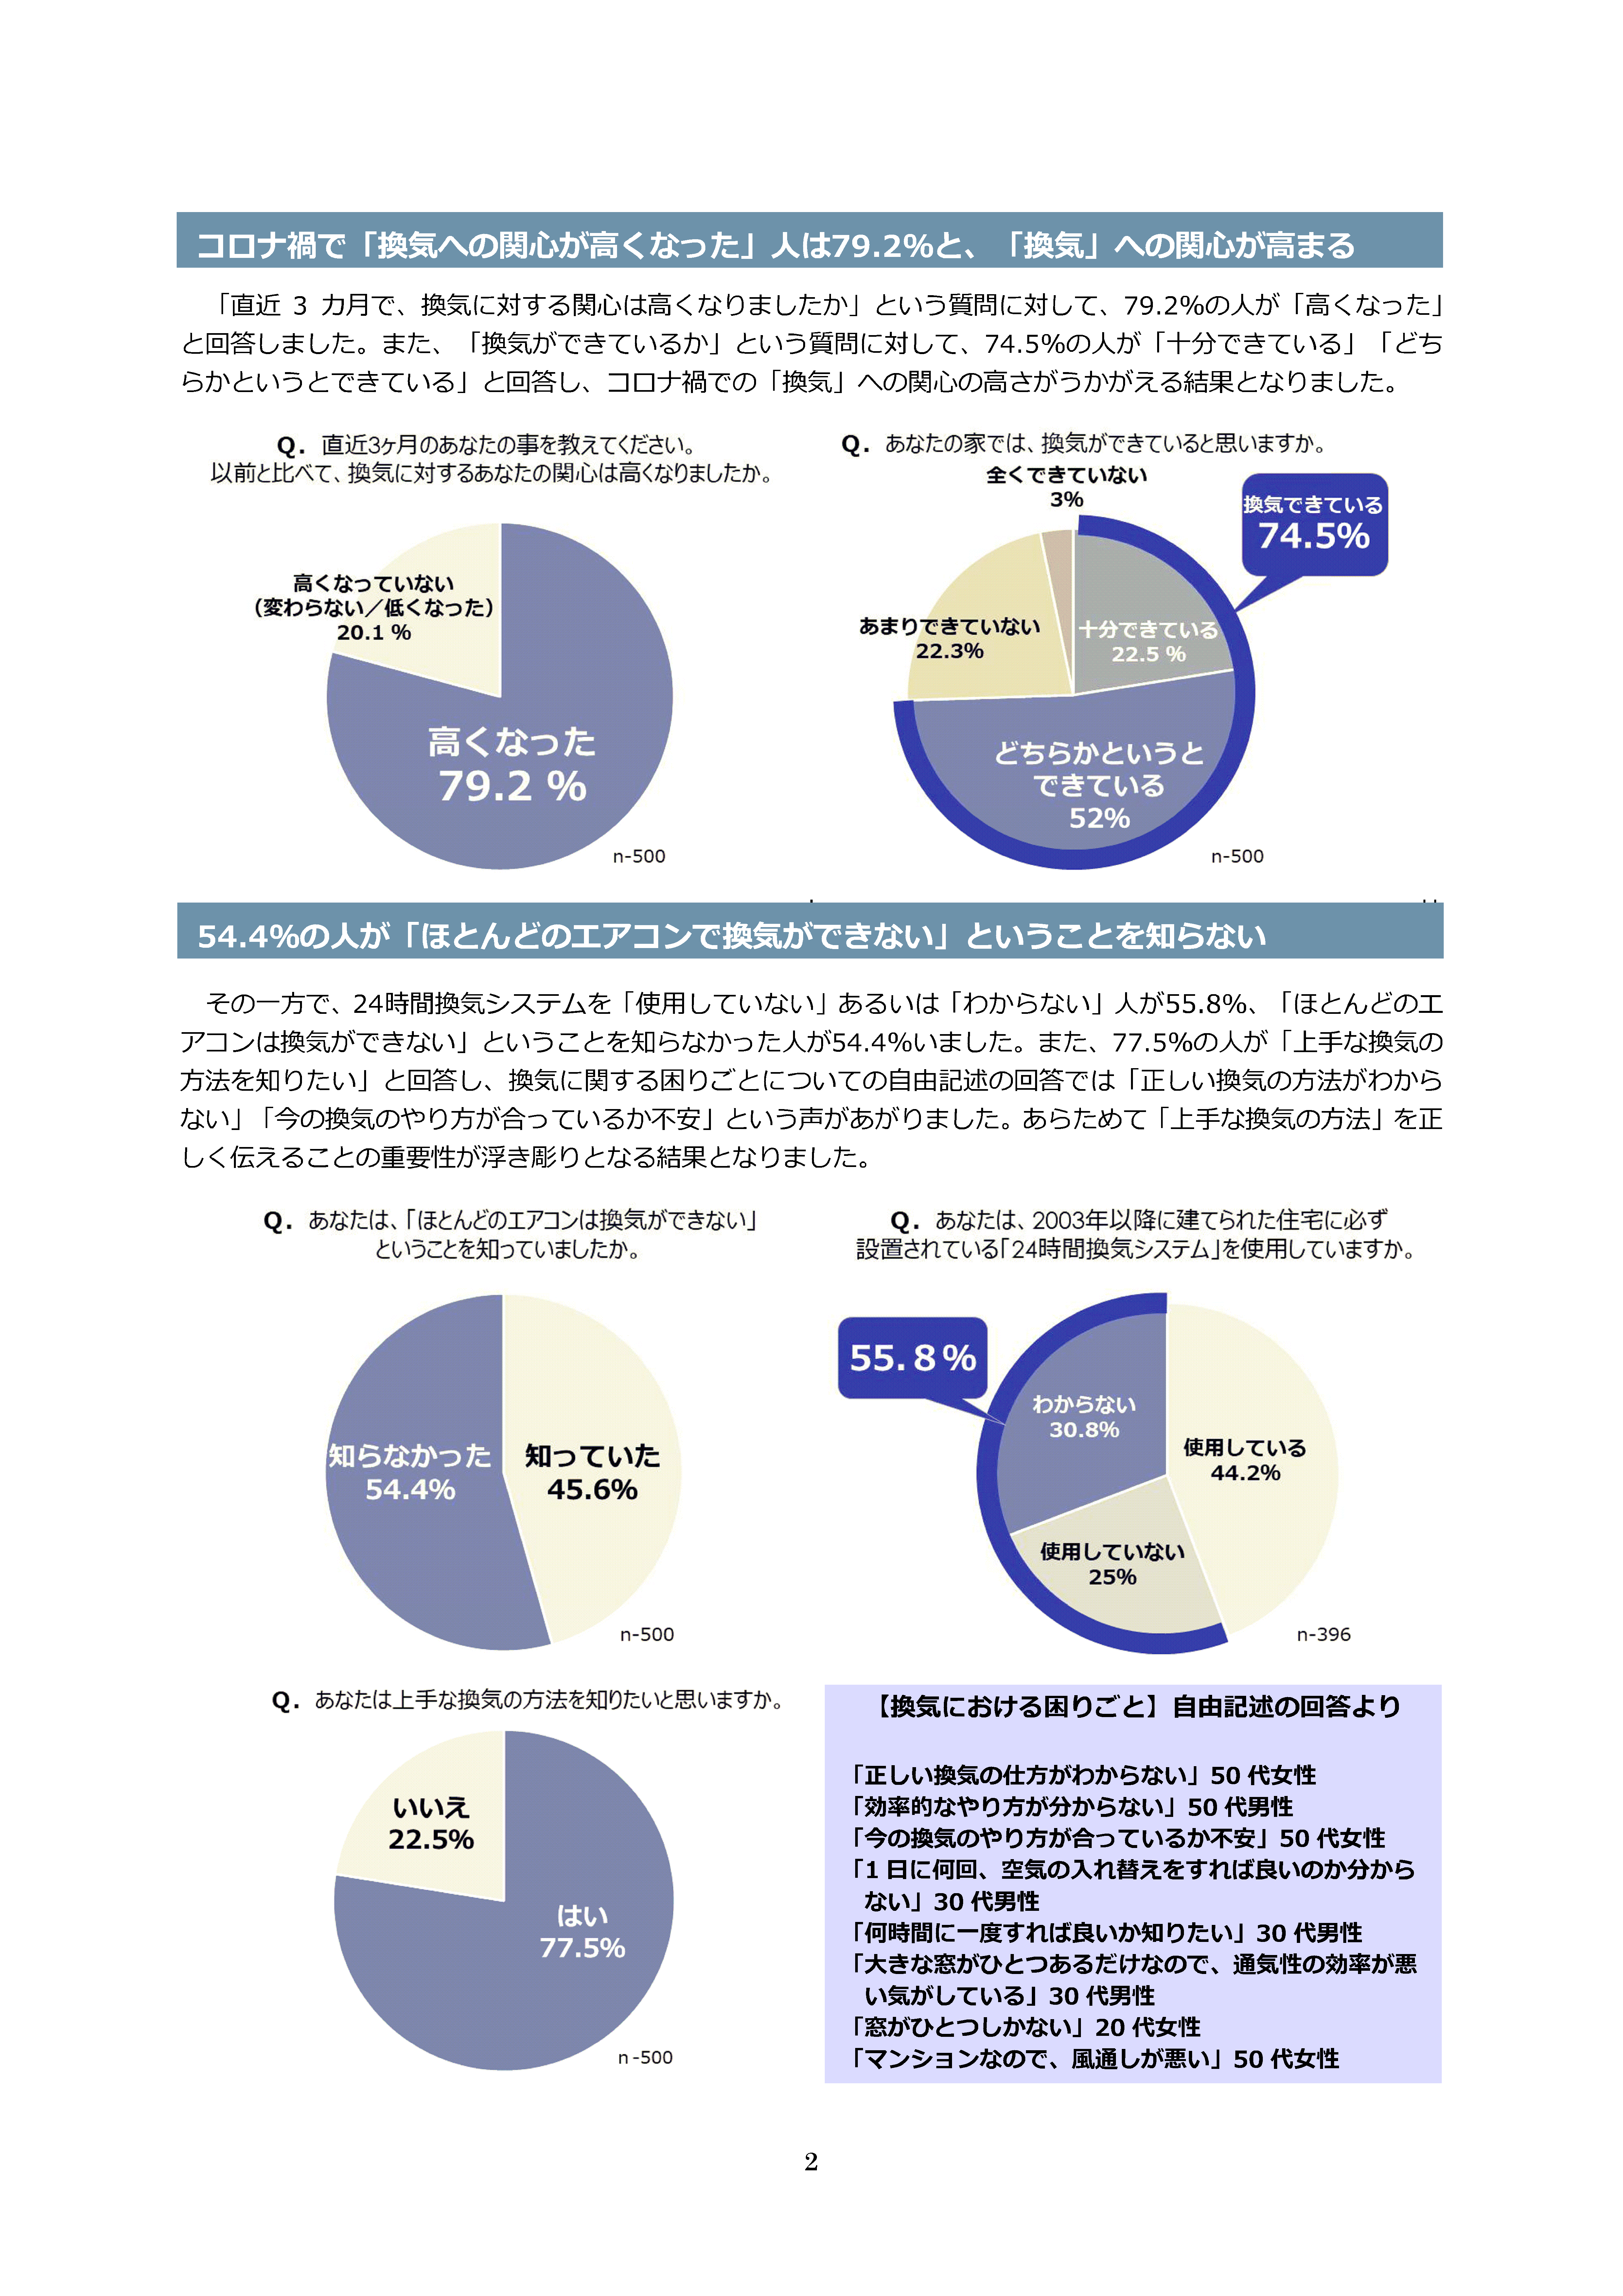 コロナ禍で「換気への関心が高くなった」人は79.2%と、「換気」への関心が高まる
「直近 3 カ月で、換気に対する関心は高くなりましたか」という質問に対して、79.2%の人が「高くなった」
と回答しました。また、「換気ができているか」という質問に対して、74.5%の人が「十分できている」「どち
らかというとできている」と回答し、コロナ禍での「換気」への関心の高さがうかがえる結果となりました。
Q. 直近3ヶ月のあなたの事を教えてください。
以前と比べて、換気に対するあなたの関心は高くなりましたか。
高くなっていない
（変わらない／低くなった）
20.1 %
高くなった
79.2 %
n-500
Q. あなたの家では、換気ができていると思いますか。
全くできていない
3%
換気できている
74.5%
あまりできていない
22.3%
十分できている
22.5 %
どちらかというと
できている
52%
n-500
54.4%の人が「ほとんどのエアコンで換気ができない」ということを知らない
その一方で、24時間換気システムを「使用していない」あるいは「わからない」人が55.8%、「ほとんどのエ
アコンは換気ができない」ということを知らなかった人が54.4%いました。また、77.5%の人が「上手な換気の
方法を知りたい」と回答し、換気に関する困りごとについての自由記述の回答では「正しい換気の方法がわから
ない」「今の換気のやり方が合っているか不安」という声があがりました。あらためて「上手な換気の方法」を正
しく伝えることの重要性が浮き彫りとなる結果となりました。
Q. あなたは、「ほとんどのエアコンは換気ができない」
ということを知っていましたか。
知らなかった
54.4%
知っていた
45.6%
n-500
Q. あなたは、2003年以降に建てられた住宅に必ず
設置されている「24時間換気システム」を使用していますか。
55.8%
わからない
30.8%
使用している
44.2%
使用していない
25%
n-396
Q. あなたは上手な換気の方法を知りたいと思いますか。
いいえ
22.5%
はい
77.5%
n-500
【換気における困りごと】自由記述の回答より
「正しい換気の仕方がわからない」50 代女性
「効率的なやり方が分からない」50 代男性
「今の換気のやり方が合っているか不安」50 代女性
「1 日に何回、空気の入れ替えをすれば良いのか分から
ない」30 代男性
「何時間に一度すれば良いか知りたい」30 代男性
「大きな窓がひとつあるだけなので、通気性の効率が悪
い気がしている」30 代男性
「窓がひとつしかない」20 代女性
「マンションなので、風通しが悪い」50 代女性
2